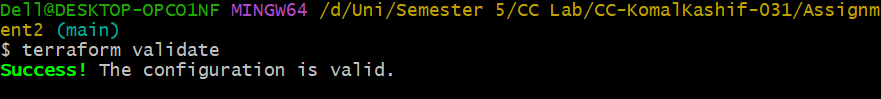 Dell@DESKTOP-OPCO1NF MINGW64 /d/Uni/Semester 5/CC Lab/CC-KomalKashif-031/Assignm
ent2 (main)
$ terraform validate
Success! The configuration is valid.